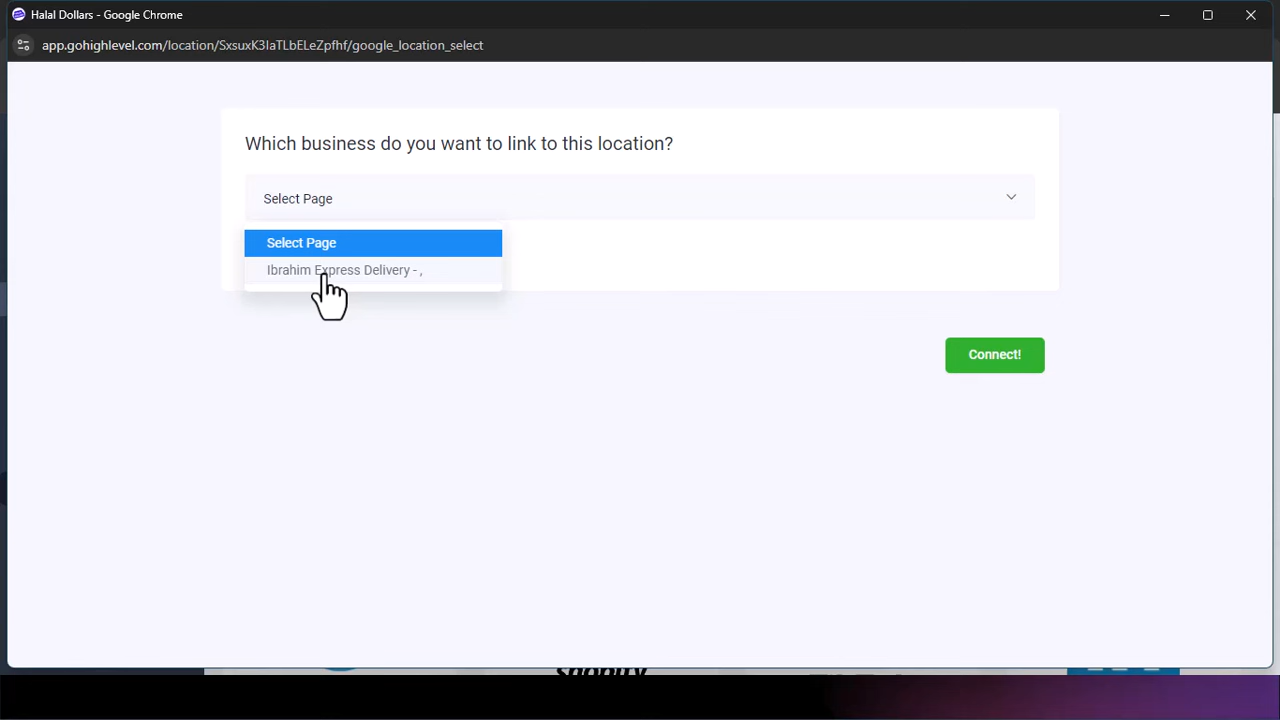 Halal Dollars - Google Chrome
app.gohighlevel.com/location/SxsuxK3IaTLbELeZpfhf/google_location_select
Which business do you want to link to this location?
Select Page
Select Page
Ibrahim Express Delivery - ,
Connect!
shopify